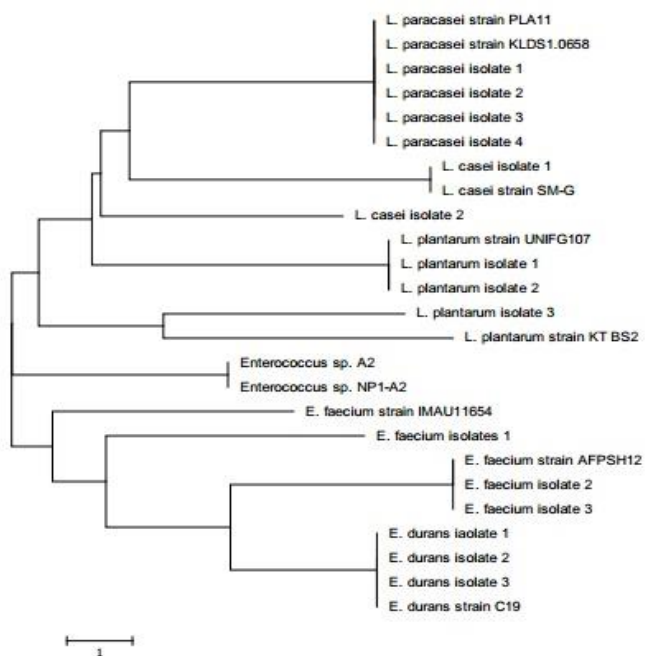 L. paracasei strain PLA11
L. paracasei strain KLDS1.0658
L. paracasei isolate 1
L. paracasei isolate 2
L. paracasei isolate 3
L. paracasei isolate 4
L. casei isolate 1
L. casei strain SM-G
L. casei isolate 2
L. plantarum strain UNIFG107
L. plantarum isolate 1
L. plantarum isolate 2
L. plantarum isolate 3
L. plantarum strain KT BS2
Enterococcus sp. A2
Enterococcus sp. NP1-A2
E. faecium strain IMAU11654
E. faecium isolates 1
E. faecium strain AFPSH12
E. faecium isolate 2
E. faecium isolate 3
E. durans iaolate 1
E. durans isolate 2
E. durans isolate 3
E. durans strain C19
1